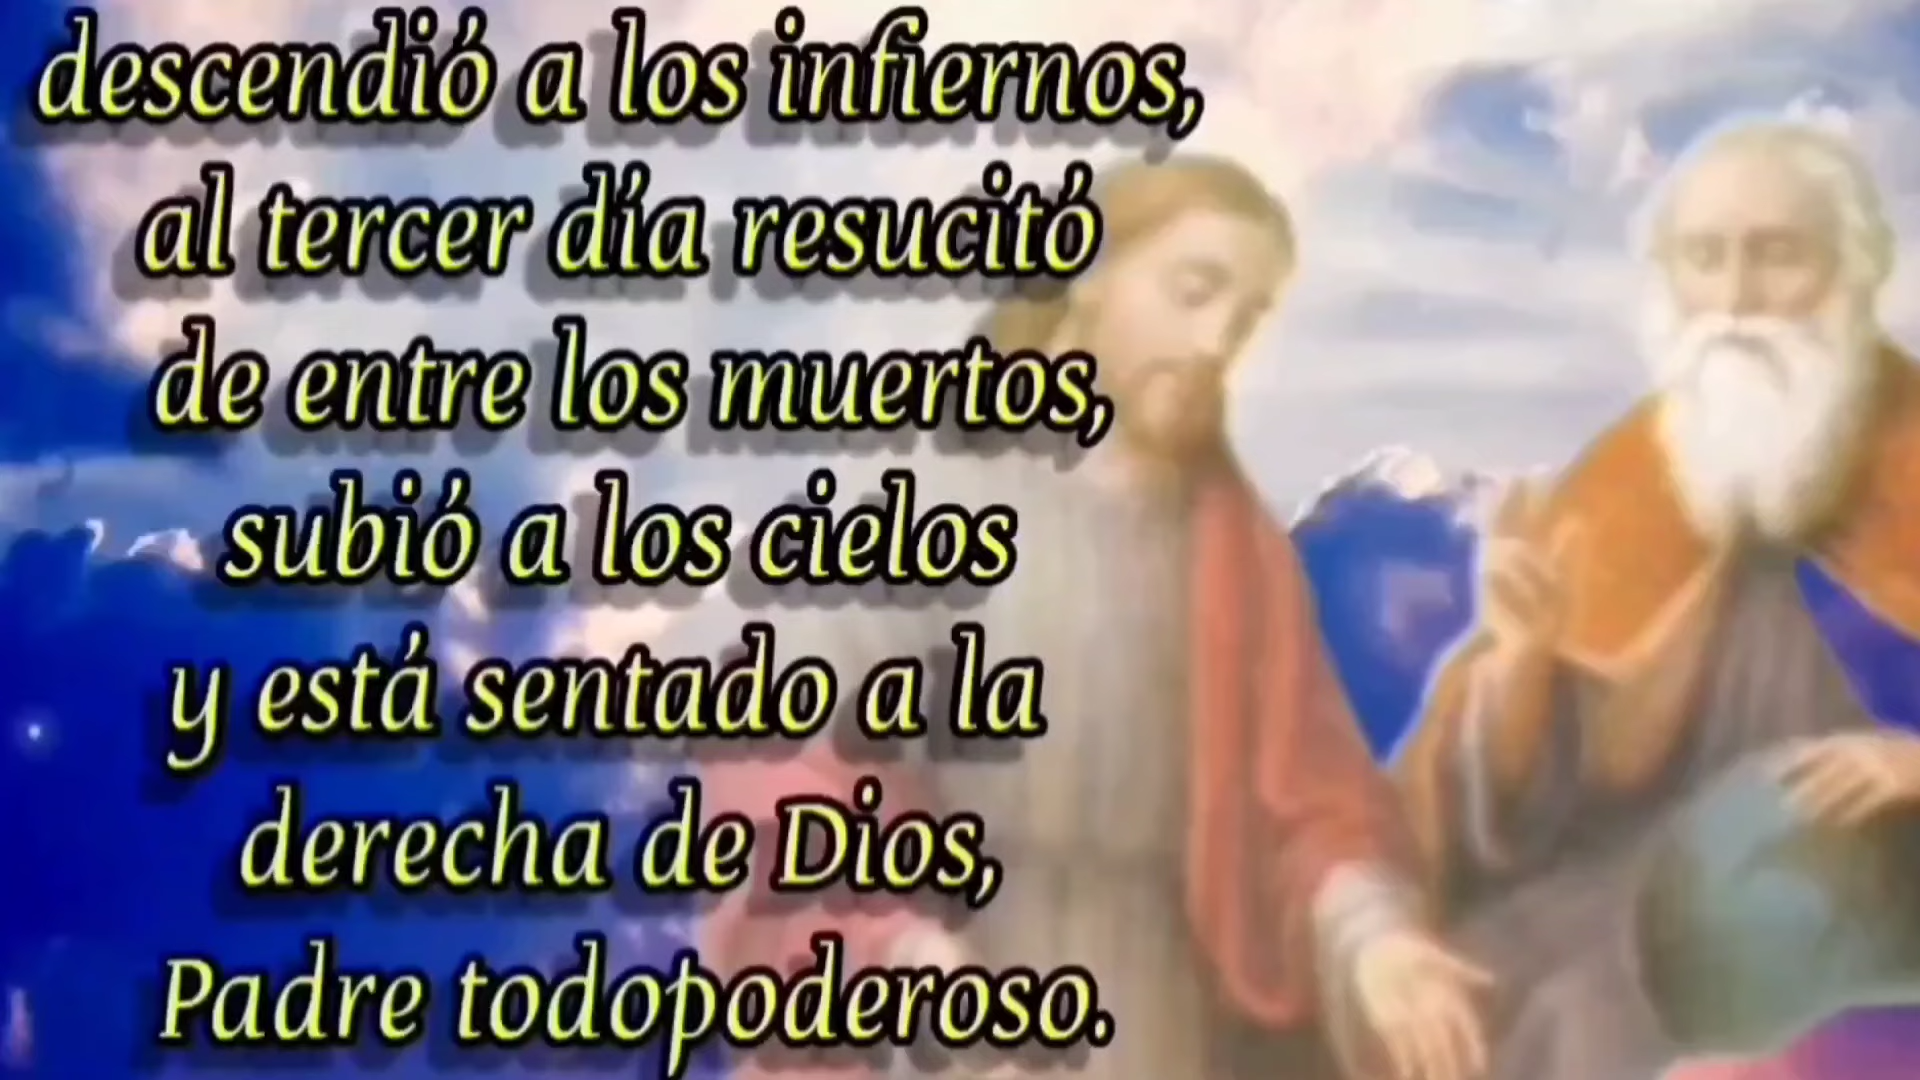 descendió a los infiernos,
al tercer día resucitó
de entre los muertos,
subió a los cielos
y está sentado a la
derecha de Dios,
Padre todopoderoso.